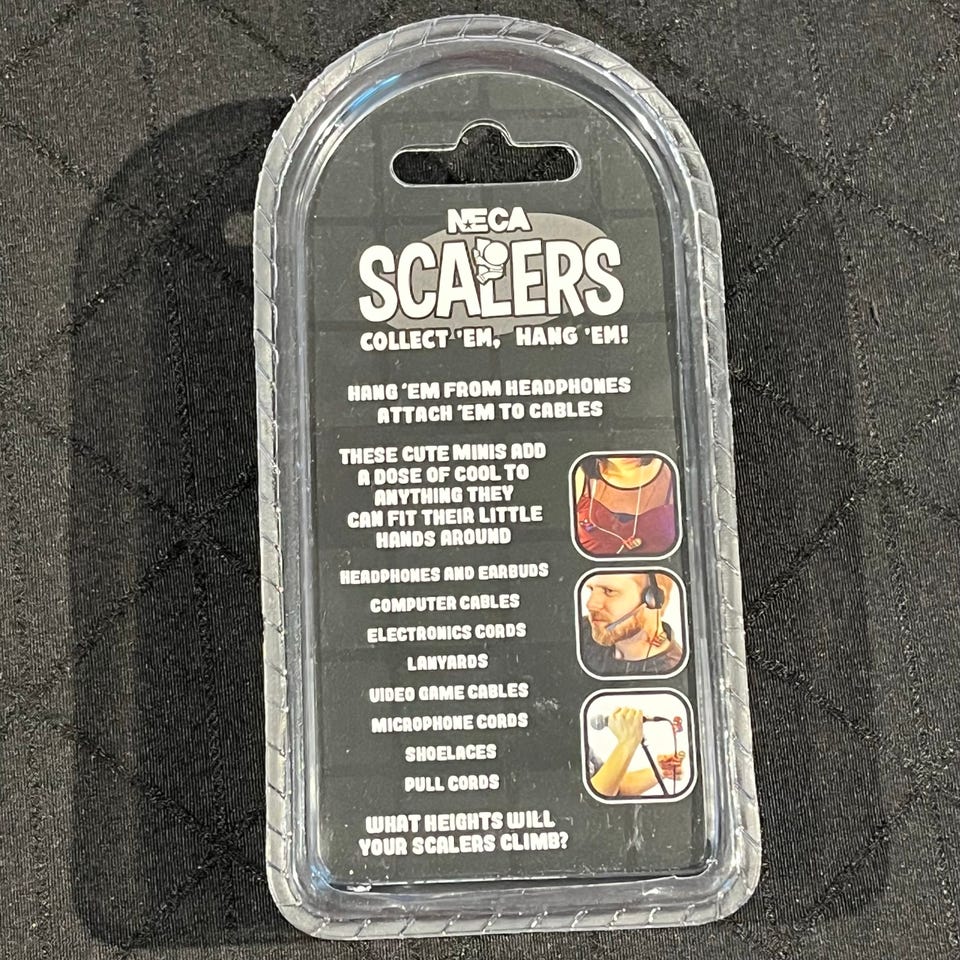 NECA
SCALERS
COLLECT 'EM, HANG 'EM!
HANG 'EM FROM HEADPHONES
ATTACH 'EM TO CABLES
THESE CUTE MINIS ADD
A DOSE OF COOL TO
ANYTHING THEY
CAN FIT THEIR LITTLE
HANDS AROUND
HEADPHONES AND EARBUDS
COMPUTER CABLES
ELECTRONICS CORDS
LANYARDS
VIDEO GAME CABLES
MICROPHONE CORDS
SHOELACES
PULL CORDS
WHAT HEIGHTS WILL
YOUR SCALERS CLIMB?